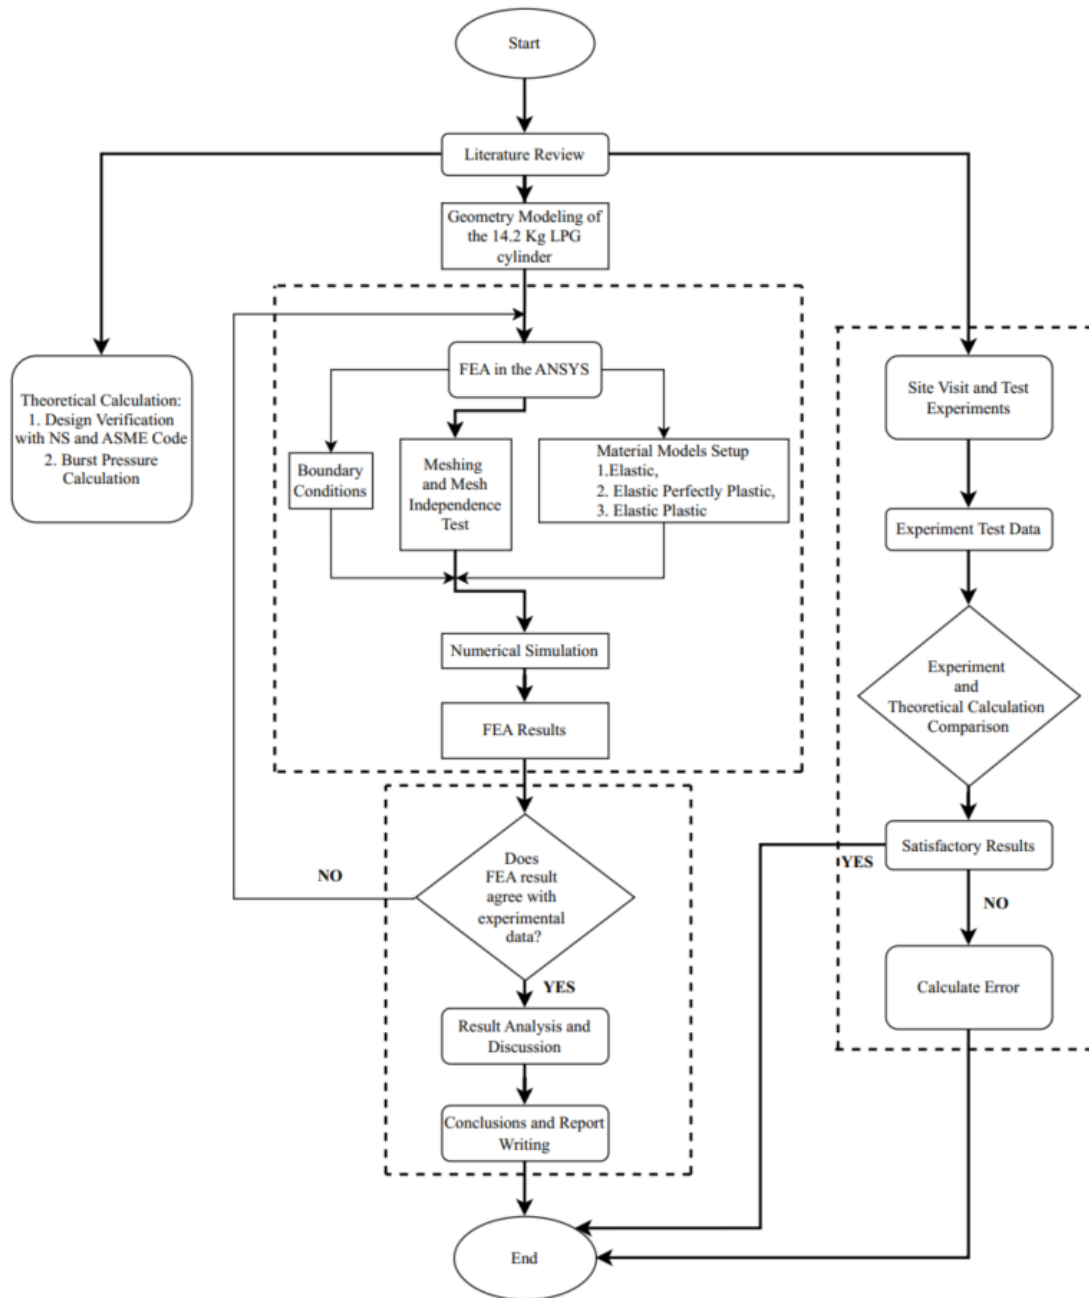 Start
Literature Review
Geometry Modeling of
the 14.2 Kg LPG
cylinder
Theoretical Calculation:
1. Design Verification
with NS and ASME Code
2. Burst Pressure
Calculation
FEA in the ANSYS
Boundary
Conditions
Meshing
and Mesh
Independence
Test
Material Models Setup
1.Elastic,
2. Elastic Perfectly Plastic,
3. Elastic Plastic
Numerical Simulation
FEA Results
Does
FEA result
agree with
experimental
data?
NO
YES
Result Analysis and
Discussion
Conclusions and Report
Writing
Site Visit and Test
Experiments
Experiment Test Data
Experiment
and
Theoretical Calculation
Comparison
Satisfactory Results
YES
NO
Calculate Error
End